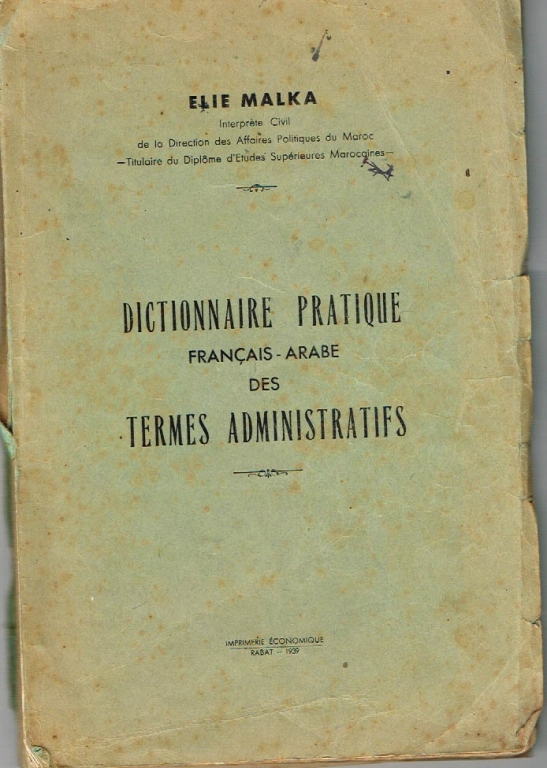 ELIE MALKA
Interprète Civil
de la Direction des Affaires Politiques du Maroc
—Titulaire du Diplôme d'Etudes Supérieures Marocaines—
DICTIONNAIRE PRATIQUE
FRANÇAIS - ARABE
DES
TERMES ADMINISTRATIFS
IMPRIMERIE ÉCONOMIQUE
RABAT — 1939